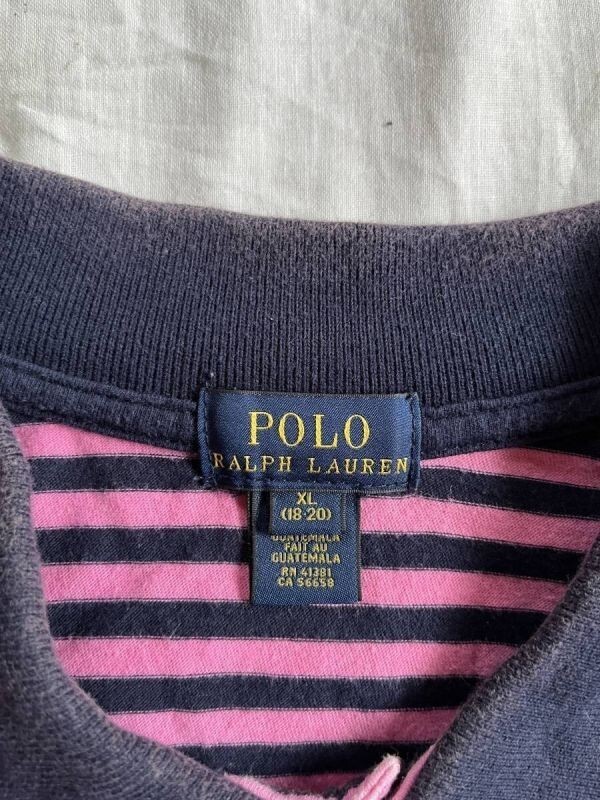 POLO
RALPH LAUREN
XL
(18-20)
GUATEMALA
FAIT AU
GUATEMALA
RN 41381
CA 56658